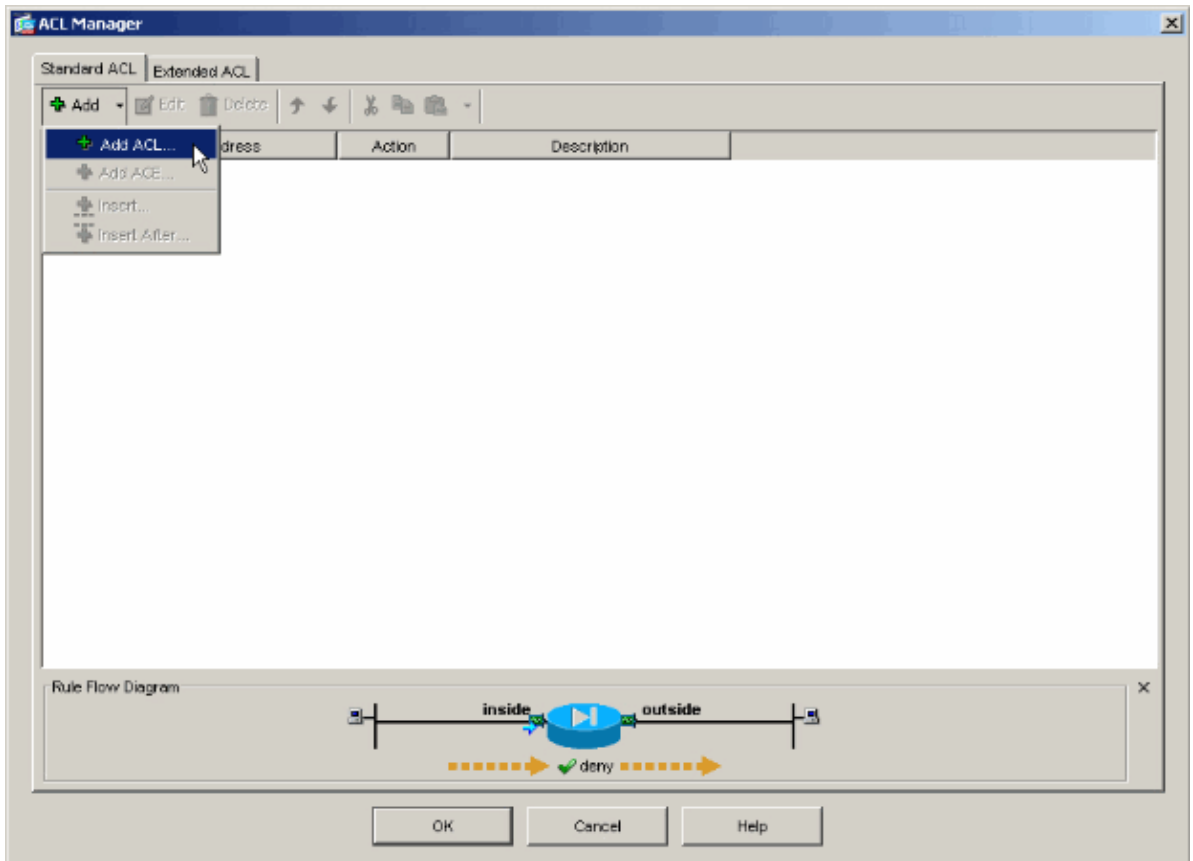 ACL Manager
Standard ACL Extended ACL
Add Edit Delete
Add ACL... dress Action Description
Add ACE...
Insert...
Insert After...
Rule Flow Diagram
inside outside
deny
OK Cancel Help